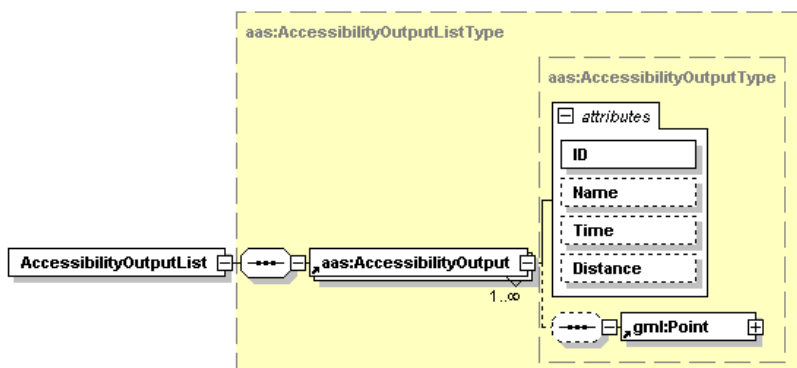 aas:AccessibilityOutputListType
aas:AccessibilityOutputType
attributes
ID
Name
Time
Distance
AccessibilityOutputList
aas:AccessibilityOutput
1..∞
gml:Point